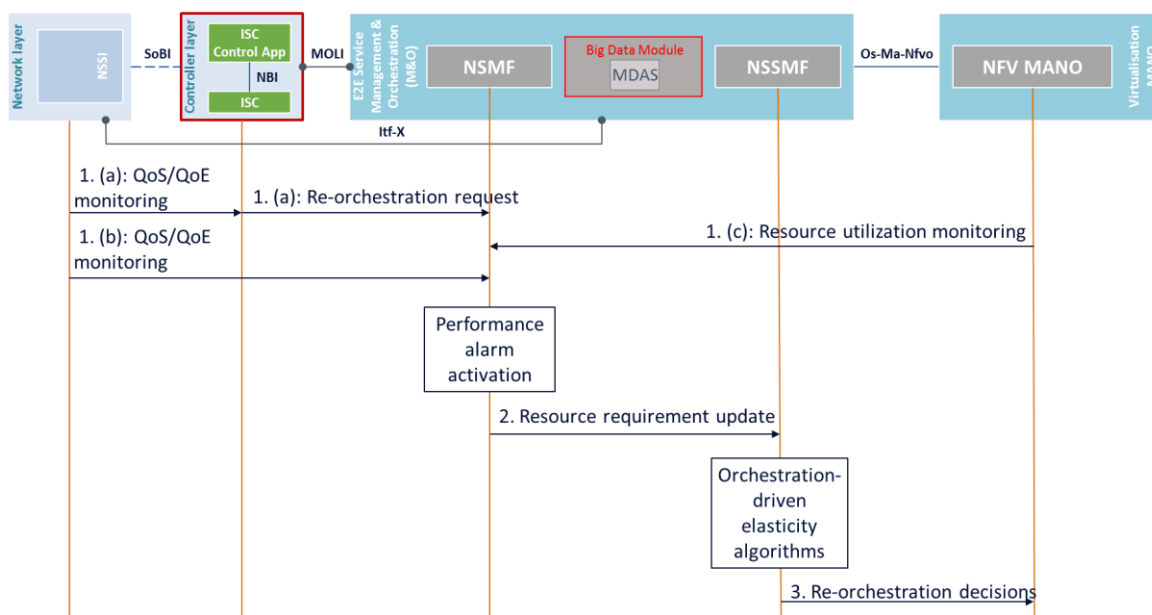 Network layer
NSSI
SoBI
Controller layer
ISC
Control App
NBI
ISC
MOLI
E2E Service
Management &
Orchestration
(M&O)
NSMF
Big Data Module
MDAS
NSSMF
Os-Ma-Nfvo
NFV MANO
Virtualisation
MANO
Itf-X
1. (a): QoS/QoE
monitoring
1. (a): Re-orchestration request
1. (b): QoS/QoE
monitoring
1. (c): Resource utilization monitoring
Performance
alarm
activation
2. Resource requirement update
Orchestration-
driven
elasticity
algorithms
3. Re-orchestration decisions